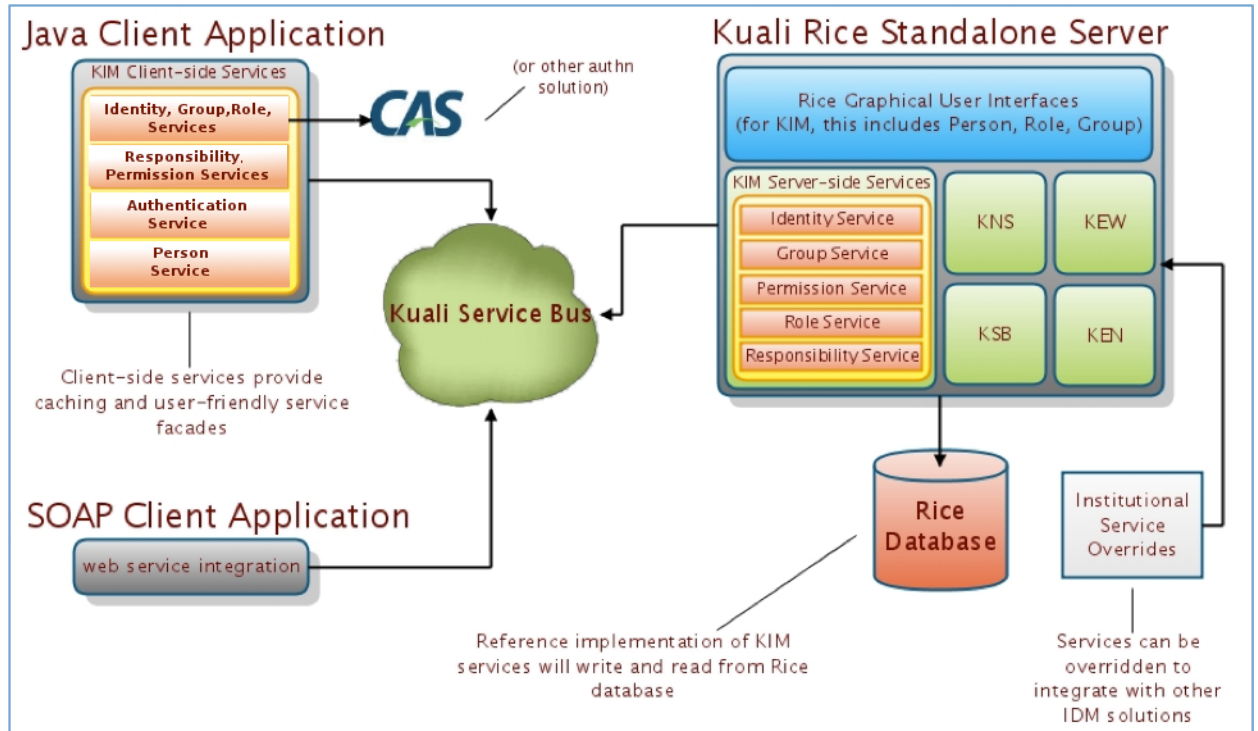 Java Client Application
KIM Client-side Services
Identity, Group,Role,
Services
Responsibility,
Permission Services
Authentication
Service
Person
Service
CAS
(or other authn
solution)
Client-side services provide
caching and user-friendly service
facades
Kuali Service Bus
SOAP Client Application
web service integration
Kuali Rice Standalone Server
Rice Graphical User Interfaces
(for KIM, this includes Person, Role, Group)
KIM Server-side Services
Identity Service
Group Service
Permission Service
Role Service
Responsibility Service
KNS
KEW
KSB
KEN
Rice
Database
Institutional
Service
Overrides
Reference implementation of KIM
services will write and read from Rice
database
Services can be
overridden to
integrate with other
IDM solutions